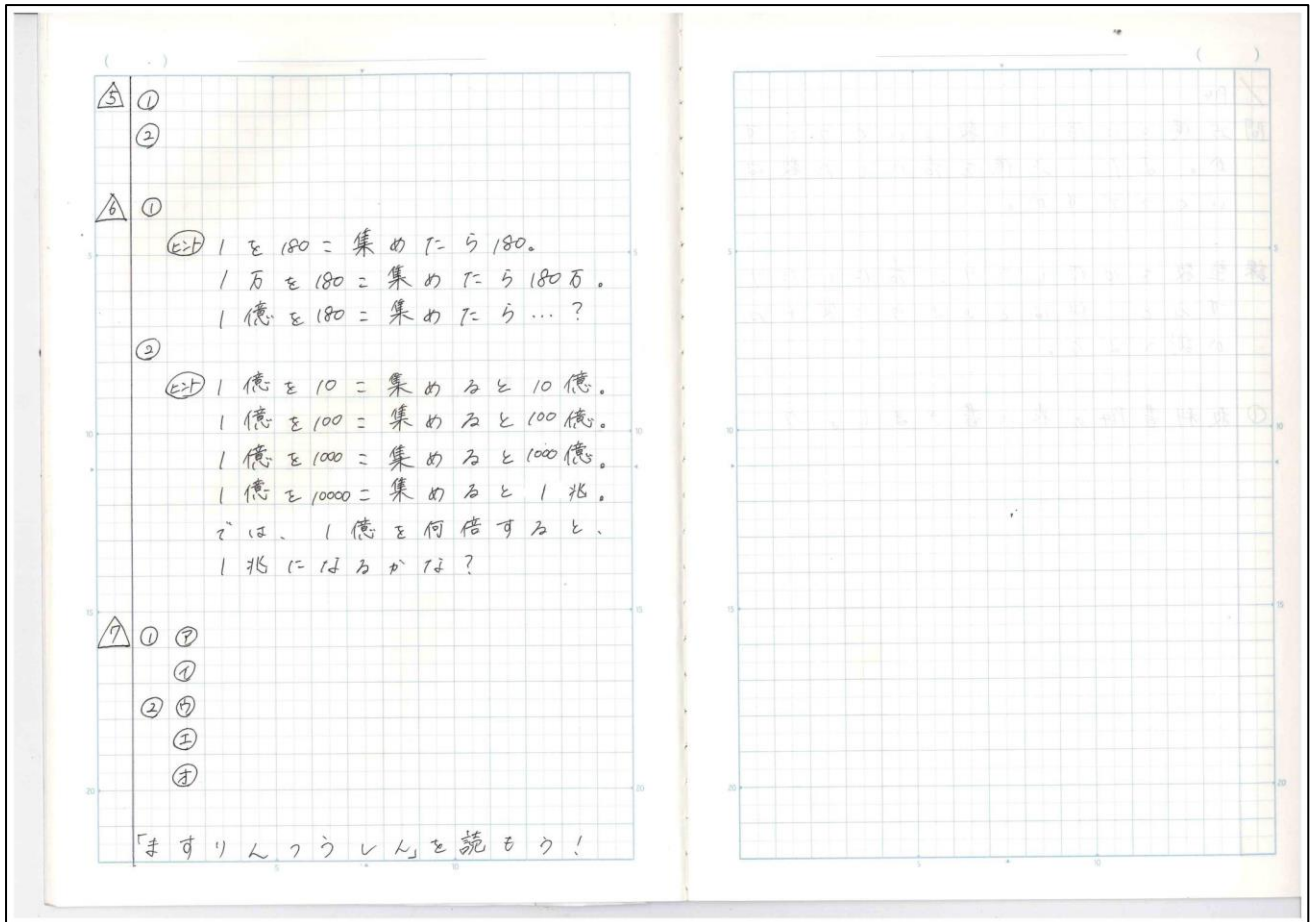 ( . )
5 ①
②
6 ①
ヒント 1を180こ集めたら180。
1万を180こ集めたら180万。
1億を180こ集めたら…?
②
ヒント 1億を10こ集めると10億。
1億を100こ集めると100億。
1億を1000こ集めると1000億。
1億を10000こ集めると1兆。
では、1億を何倍すると、
1兆になるかな?
7 ① ㋐
㋑
② ㋒
㋓
㋔
「ますりんつうしん」を読もう!